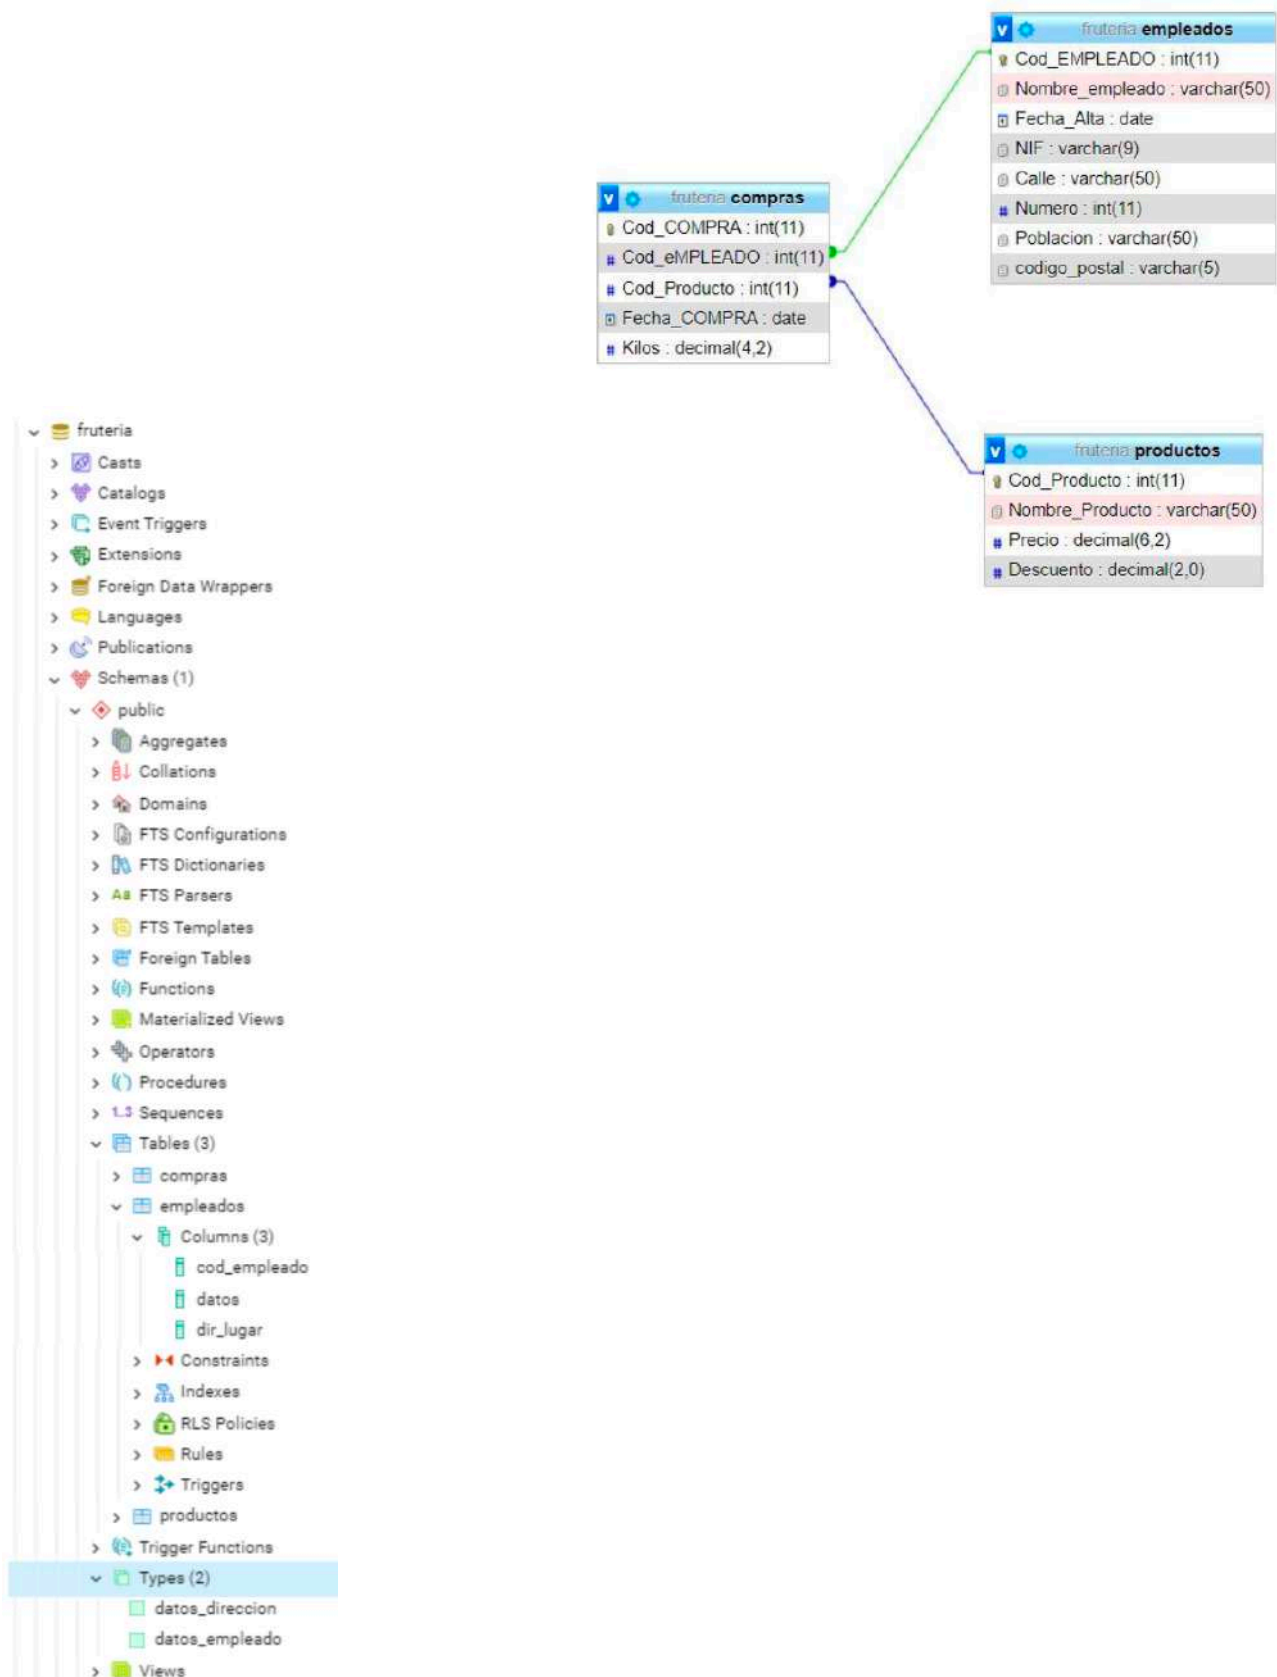 fruteria empleados
Cod_EMPLEADO : int(11)
Nombre_empleado : varchar(50)
Fecha_Alta : date
NIF : varchar(9)
Calle : varchar(50)
Numero : int(11)
Poblacion : varchar(50)
codigo_postal : varchar(5)
fruteria compras
Cod_COMPRA : int(11)
Cod_eMPLEADO : int(11)
Cod_Producto : int(11)
Fecha_COMPRA : date
Kilos : decimal(4,2)
fruteria productos
Cod_Producto : int(11)
Nombre_Producto : varchar(50)
Precio : decimal(6,2)
Descuento : decimal(2,0)
fruteria
Casts
Catalogs
Event Triggers
Extensions
Foreign Data Wrappers
Languages
Publications
Schemas (1)
public
Aggregates
Collations
Domains
FTS Configurations
FTS Dictionaries
Aa FTS Parsers
FTS Templates
Foreign Tables
Functions
Materialized Views
Operators
Procedures
1..3 Sequences
Tables (3)
compras
empleados
Columns (3)
cod_empleado
datos
dir_lugar
Constraints
Indexes
RLS Policies
Rules
Triggers
productos
Trigger Functions
Types (2)
datos_direccion
datos_empleado
Views